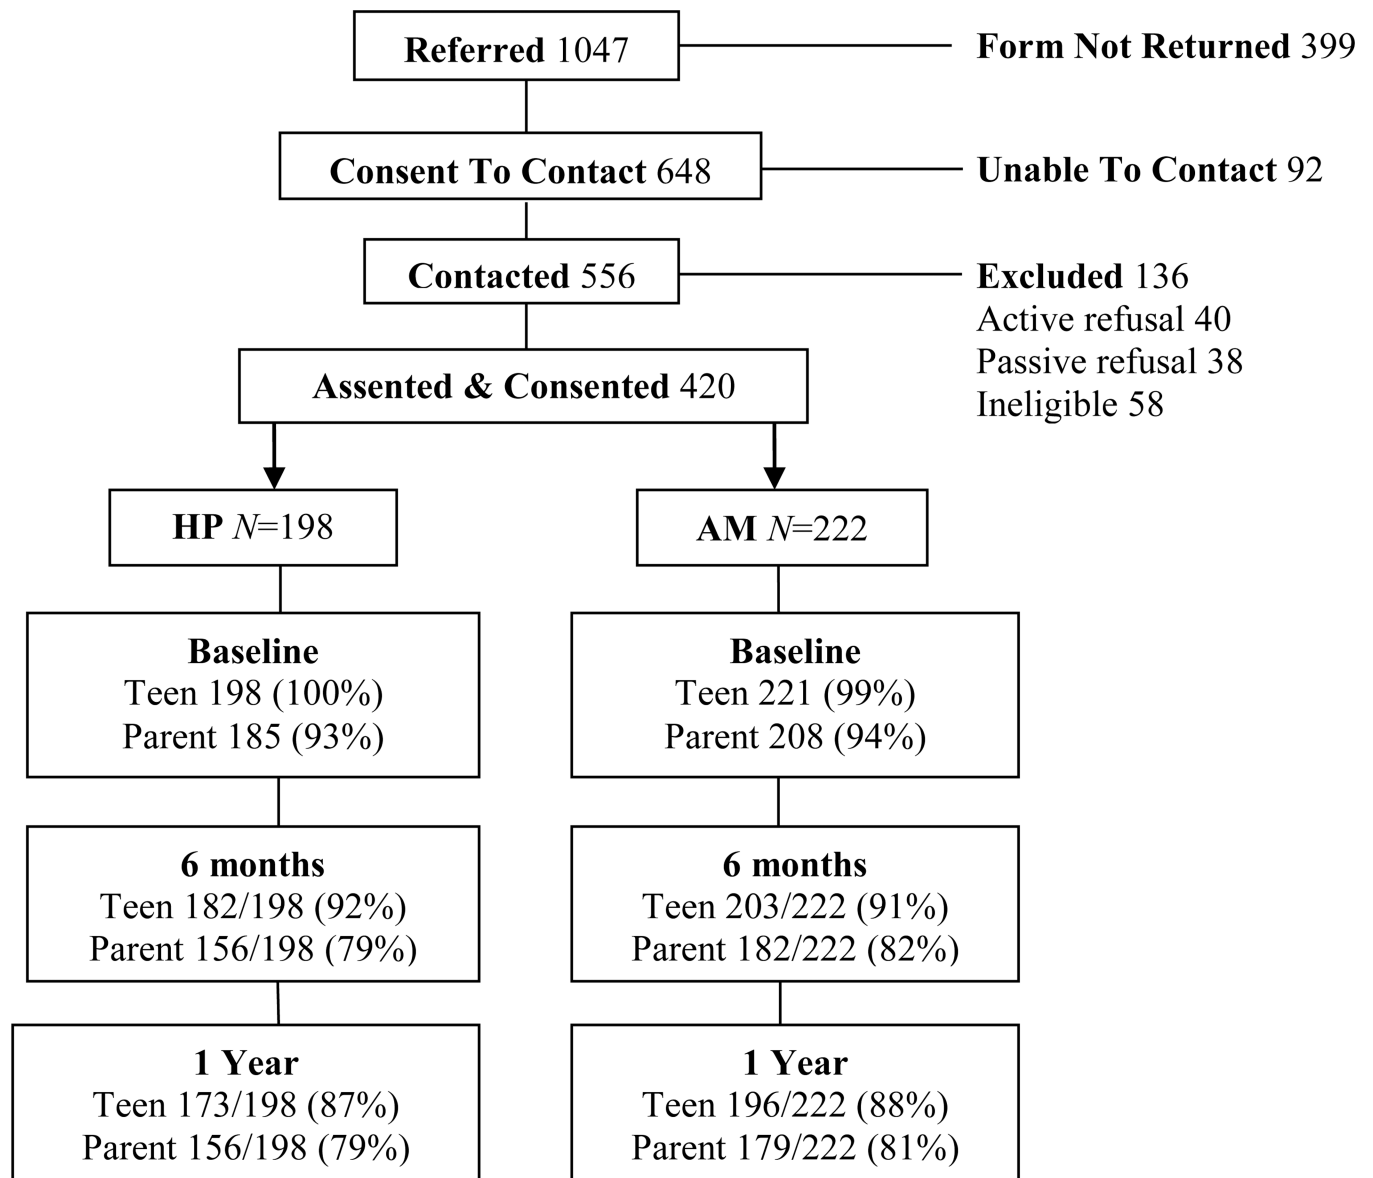 Referred 1047
Form Not Returned 399
Consent To Contact 648
Unable To Contact 92
Contacted 556
Excluded 136
Active refusal 40
Passive refusal 38
Ineligible 58
Assented & Consented 420
HP N=198
AM N=222
Baseline
Teen 198 (100%)
Parent 185 (93%)
Baseline
Teen 221 (99%)
Parent 208 (94%)
6 months
Teen 182/198 (92%)
Parent 156/198 (79%)
6 months
Teen 203/222 (91%)
Parent 182/222 (82%)
1 Year
Teen 173/198 (87%)
Parent 156/198 (79%)
1 Year
Teen 196/222 (88%)
Parent 179/222 (81%)